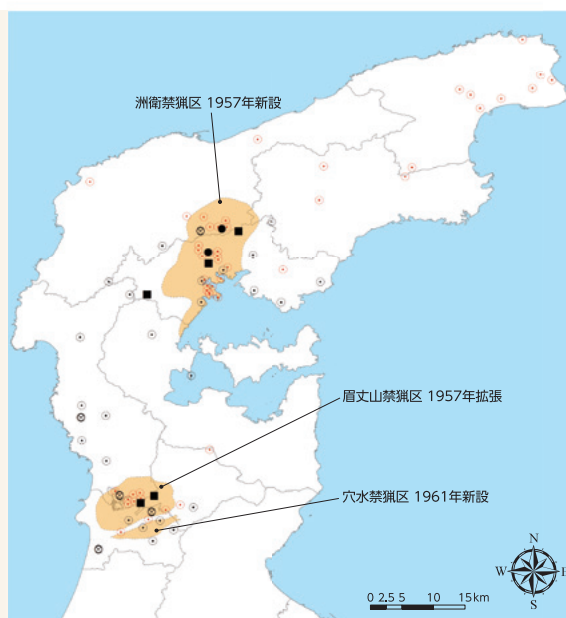 洲衛禁猟区 1957年新設
眉丈山禁猟区 1957年拡張
穴水禁猟区 1961年新設
N
W E
S
0 2.5 5 10 15km